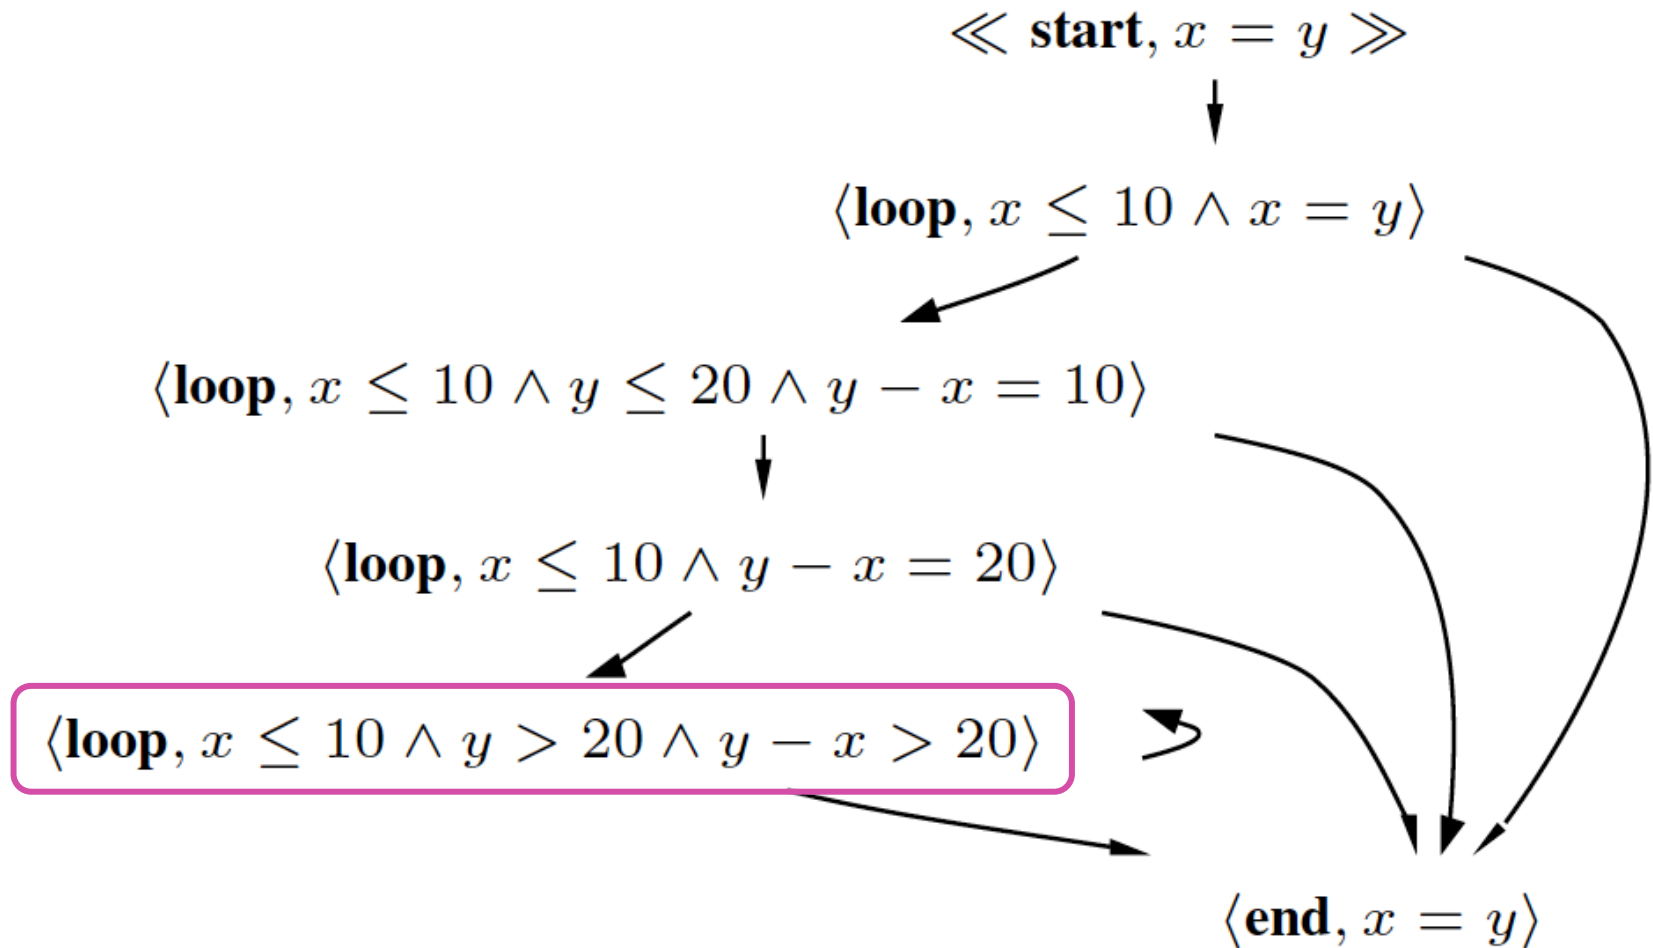 ≪ start, x = y ≫
⟨loop, x ≤ 10 ∧ x = y⟩
⟨loop, x ≤ 10 ∧ y ≤ 20 ∧ y − x = 10⟩
⟨loop, x ≤ 10 ∧ y − x = 20⟩
⟨loop, x ≤ 10 ∧ y > 20 ∧ y − x > 20⟩
⟨end, x = y⟩